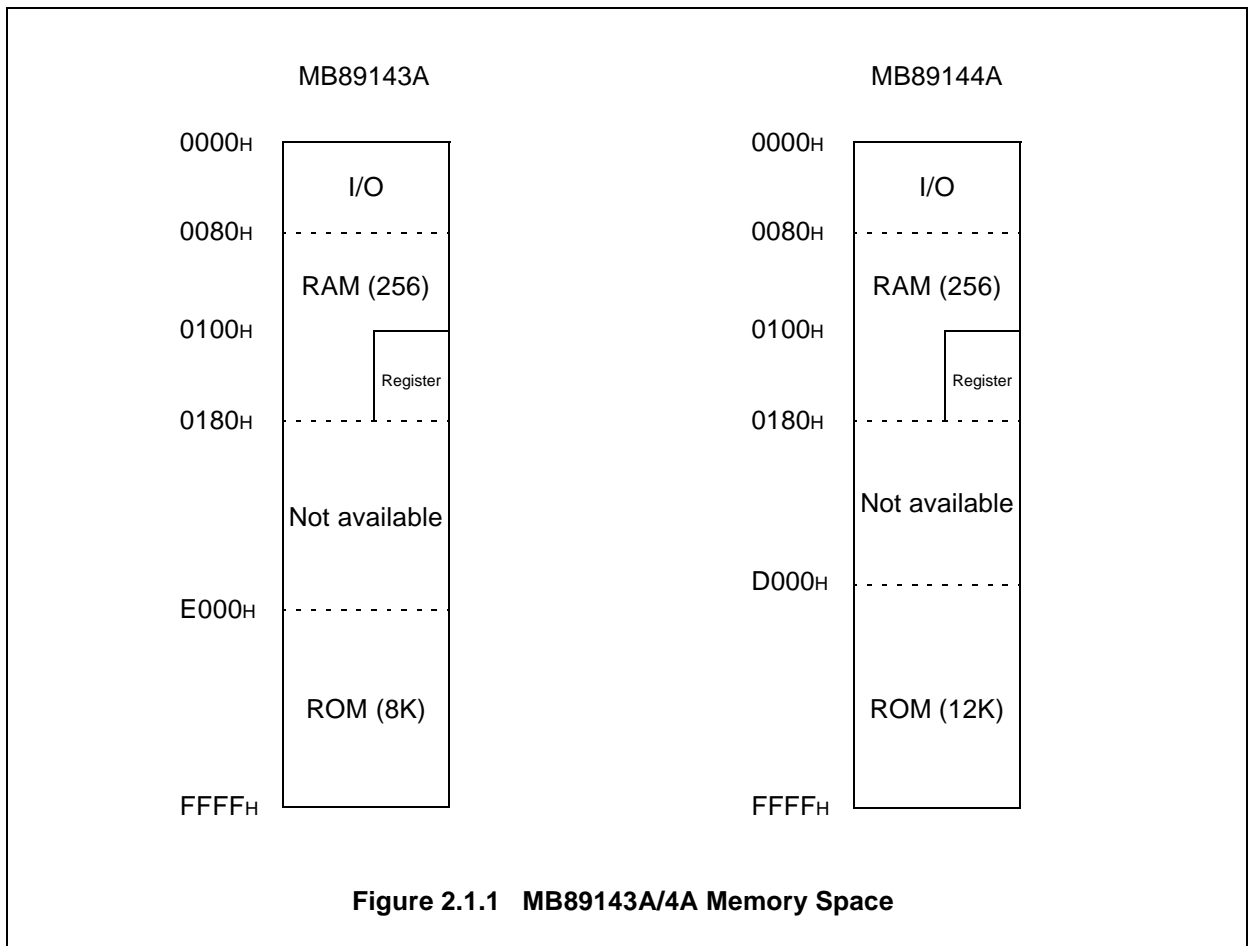 MB89143A
0000H
I/O
0080H
RAM (256)
0100H
Register
0180H
Not available
E000H
ROM (8K)
FFFFH
MB89144A
0000H
I/O
0080H
RAM (256)
0100H
Register
0180H
Not available
D000H
ROM (12K)
FFFFH
Figure 2.1.1 MB89143A/4A Memory Space